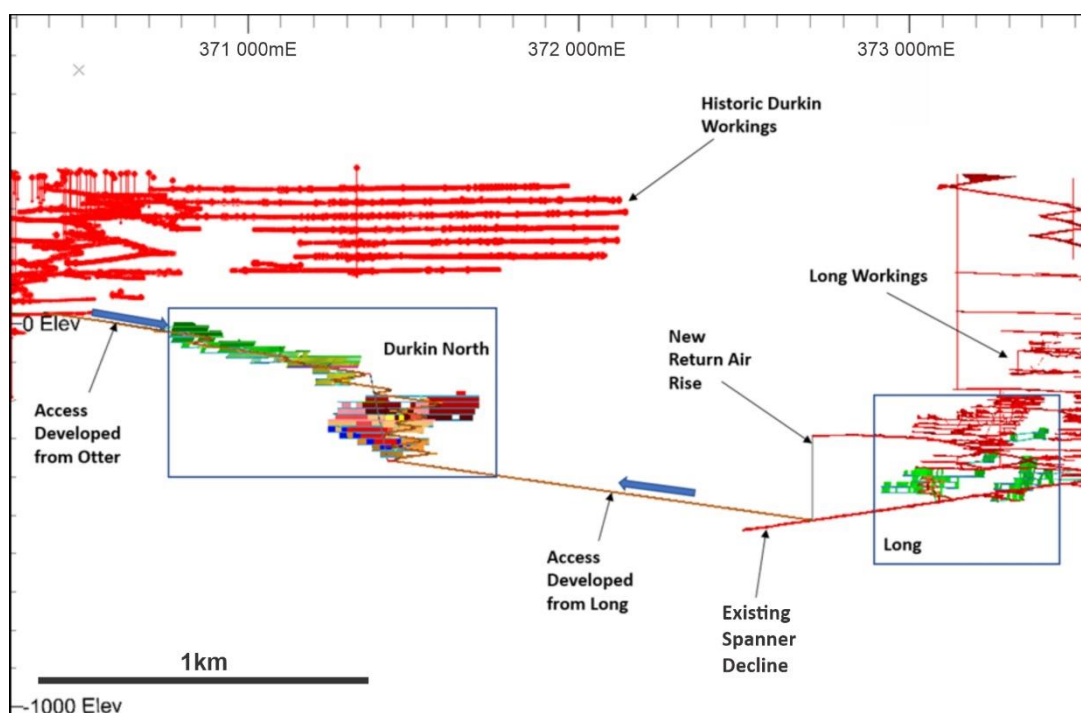 371 000mE
372 000mE
373 000mE
Historic Durkin
Workings
Long Workings
0 Elev
Durkin North
New
Return Air
Rise
Access
Developed
from Otter
Long
Access
Developed
from Long
Existing
Spanner
Decline
1km
-1000 Elev